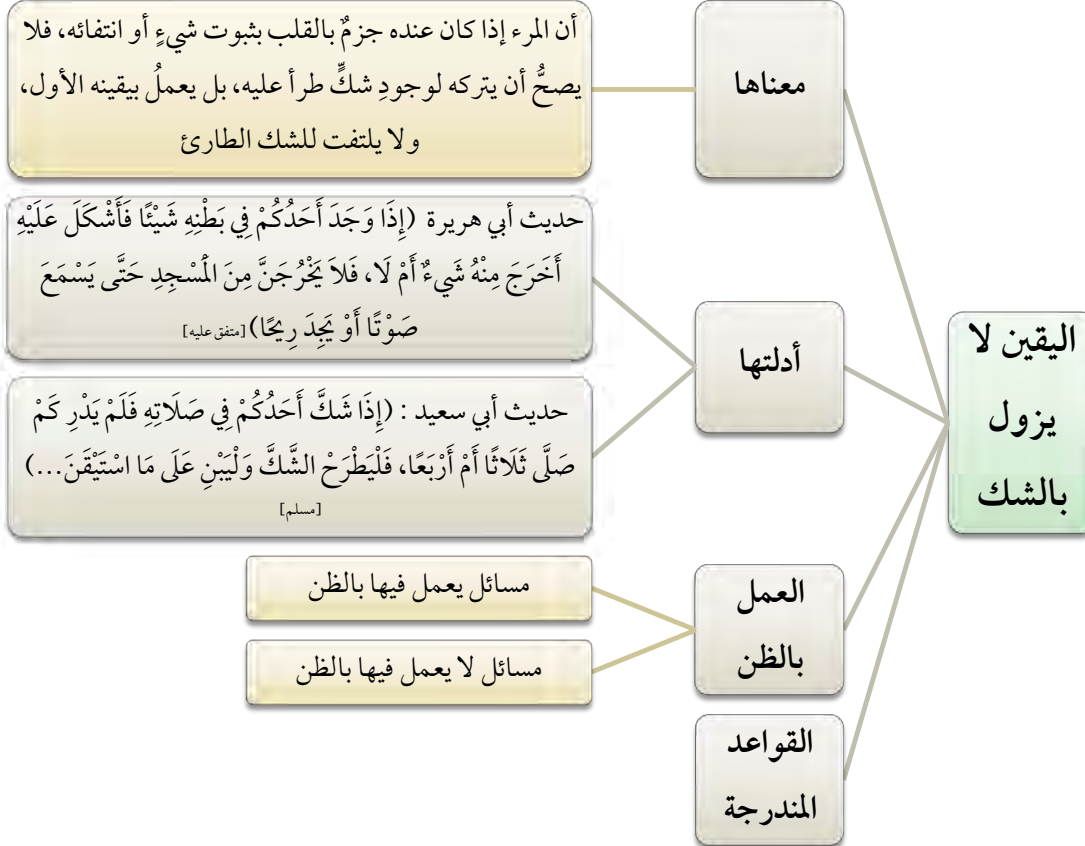 اليقين لا
يزول
بالشك
معناها
أن المرء إذا كان عنده جزمٌ بالقلب بثبوت شيءٍ أو انتفائه، فلا
يصحُّ أن يتركه لوجودِ شكٍّ طرأ عليه، بل يعملُ بيقينه الأول،
ولا يلتفت للشك الطارئ
أدلتها
حديث أبي هريرة (إِذَا وَجَدَ أَحَدُكُمْ فِي بَطْنِهِ شَيْئًا فَأَشْكَلَ عَلَيْهِ
أَخَرَجَ مِنْهُ شَيءٌ أَمْ لَا، فَلاَ يَخْرُجَنَّ مِنَ الْمَسْجِدِ حَتَّى يَسْمَعَ
صَوْتًا أَوْ يَجِدَ رِيحًا) [متفق عليه]
حديث أبي سعيد : (إِذَا شَكَّ أَحَدُكُمْ فِي صَلَاتِهِ فَلَمْ يَدْرِ كَمْ
صَلَّى ثَلَاثًا أَمْ أَرْبَعًا، فَلْيَطْرَحْ الشَّكَّ وَلْيَبْنِ عَلَى مَا اسْتَيْقَنَ...)
[مسلم]
العمل
بالظن
مسائل يعمل فيها بالظن
مسائل لا يعمل فيها بالظن
القواعد
المندرجة